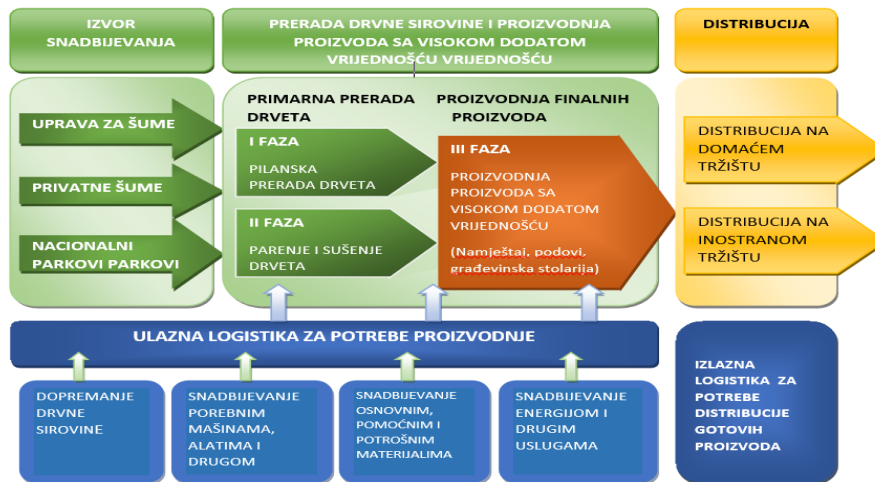 IZVOR
SNADBIJEVANJA
PRERADA DRVNE SIROVINE I PROIZVODNJA
PROIZVODA SA VISOKOM DODATOM
VRIJEDNOŠĆU VRIJEDNOŠĆU
DISTRIBUCIJA
UPRAVA ZA ŠUME
PRIVATNE ŠUME
NACIONALNI
PARKOVI PARKOVI
PRIMARNA PRERADA
DRVETA
I FAZA
PILANSKA
PRERADA DRVETA
II FAZA
PARENJE I SUŠENJE
DRVETA
PROIZVODNJA FINALNIH
PROIZVODA
III FAZA
PROIZVODNJA
PROIZVODA SA
VISOKOM DODATOM
VRIJEDNOŠĆU
(Namještaj, podovi,
građevinska stolarija)
DISTRIBUCIJA NA
DOMAĆEM
TRŽIŠTU
DISTRIBUCIJA NA
INOSTRANOM
TRŽIŠTU
ULAZNA LOGISTIKA ZA POTREBE PROIZVODNJE
DOPREMANJE
DRVNE
SIROVINE
SNADBIJEVANJE
POREBNIM
MAŠINAMA,
ALATIMA I
DRUGOM
SNADBIJEVANJE
OSNOVNIM,
POMOĆNIM I
POTROŠNIM
MATERIJALIMA
SNADBIJEVANJE
ENERGIJOM I
DRUGIM
USLUGAMA
IZLAZNA
LOGISTIKA ZA
POTREBE
DISTRIBUCIJE
GOTOVIH
PROIZVODA